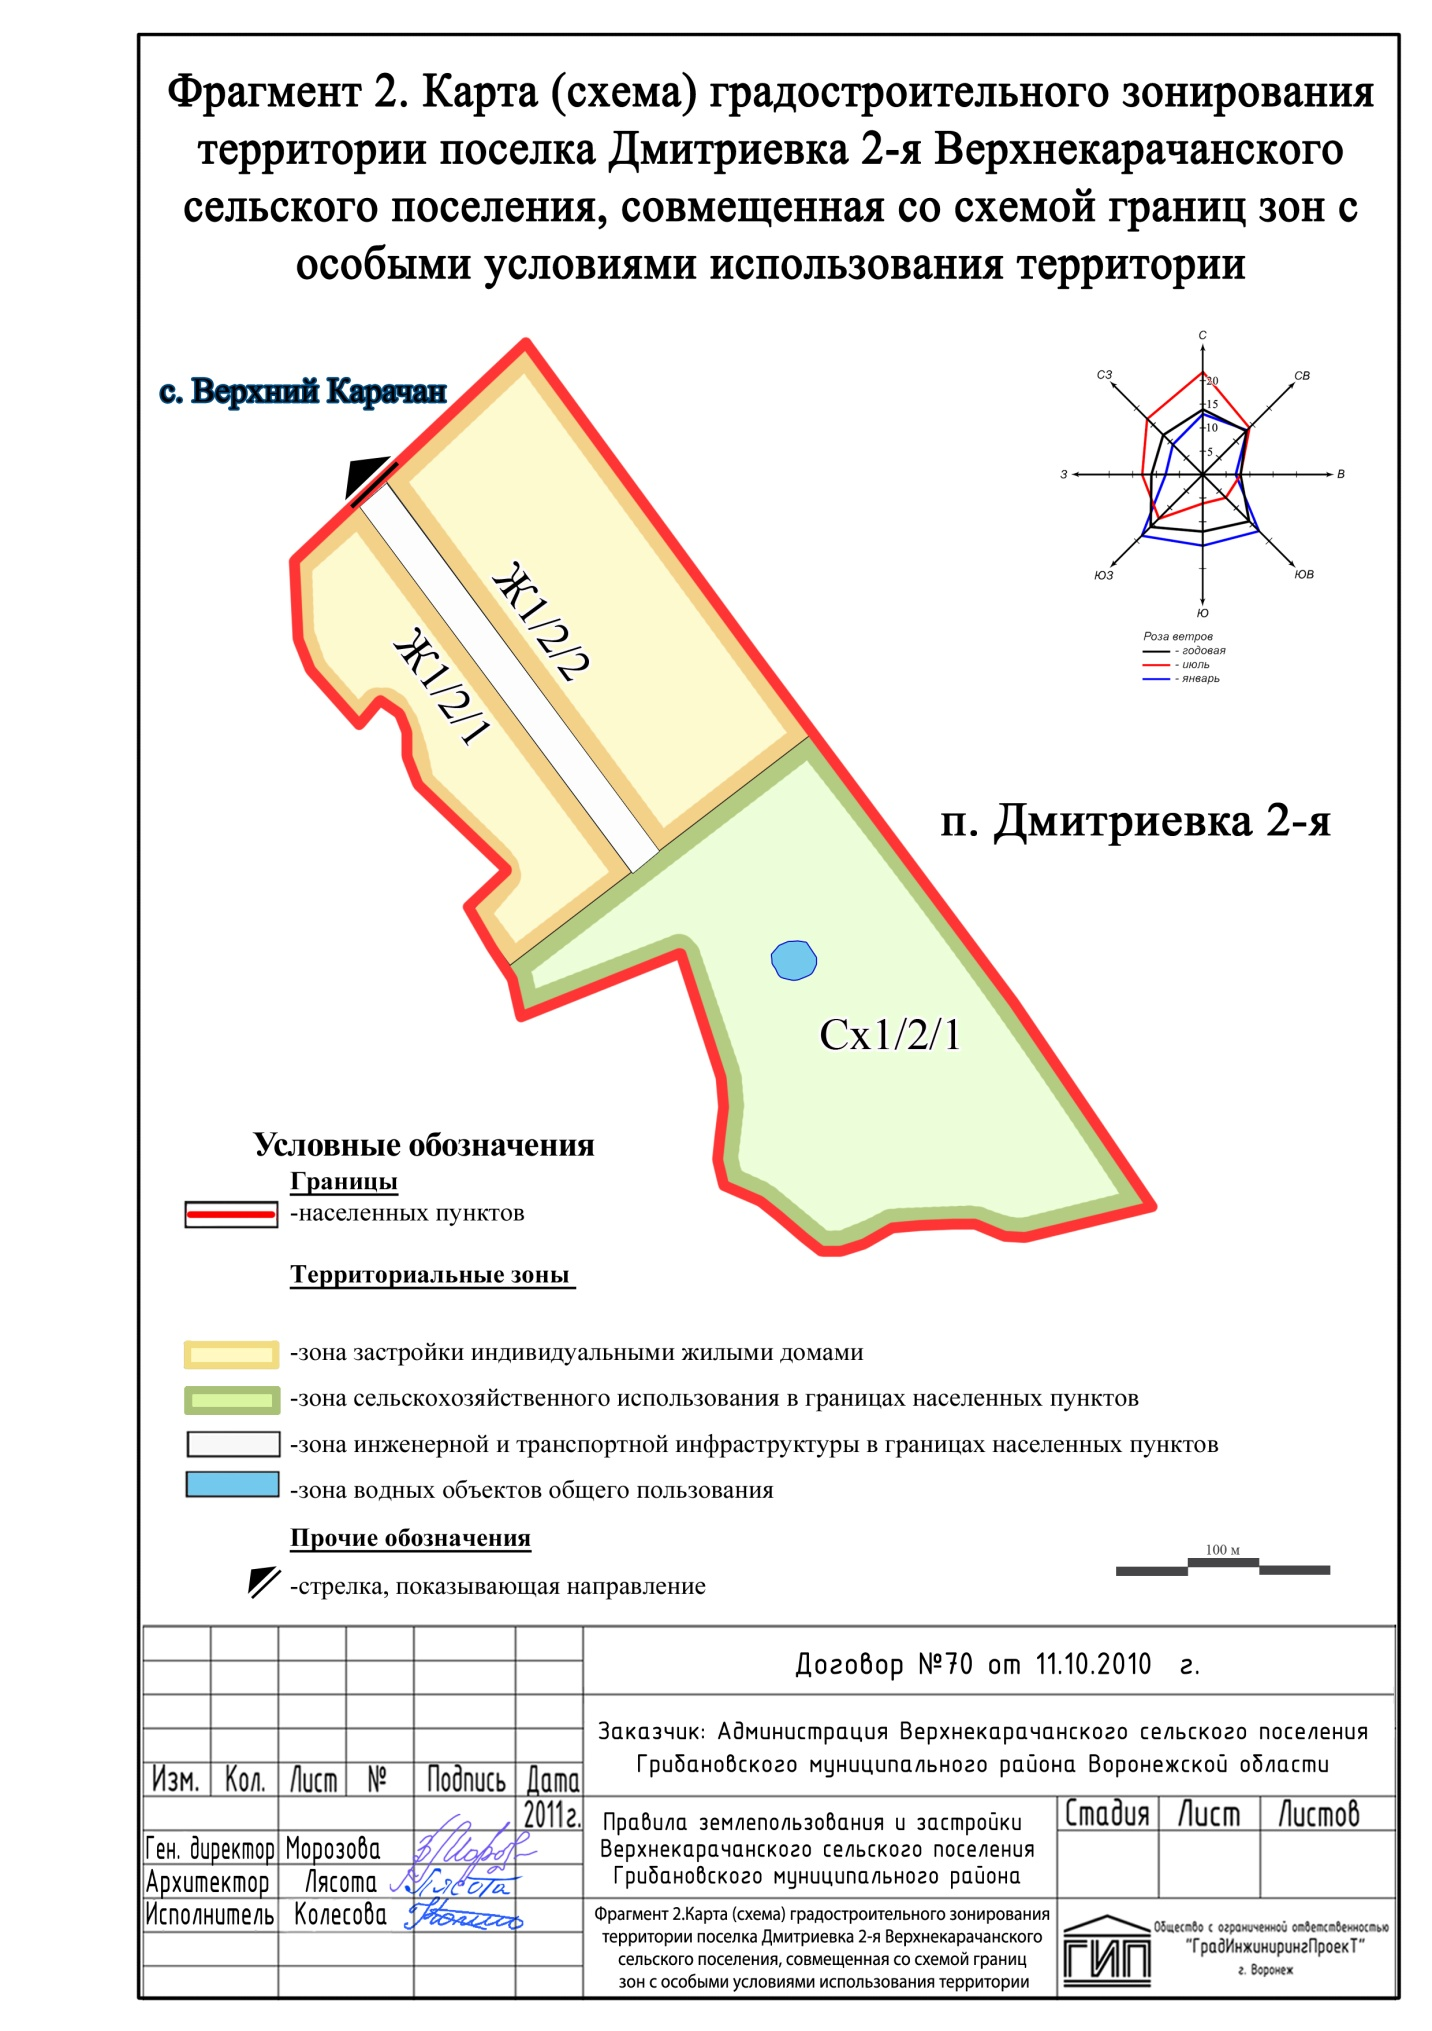 Фрагмент 2. Карта (схема) градостроительного зонирования
территории поселка Дмитриевка 2-я Верхнекарачанского
сельского поселения, совмещенная со схемой границ зон с
особыми условиями использования территории
с. Верхний Карачан
С
СЗ
СВ
20
15
10
5
З
В
ЮЗ
ЮВ
Ю
Роза ветров
- годовая
- июль
- январь
Ж1/2/2
Ж1/2/1
п. Дмитриевка 2-я
Сх1/2/1
Условные обозначения
Границы
-населенных пунктов
Территориальные зоны
-зона застройки индивидуальными жилыми домами
-зона сельскохозяйственного использования в границах населенных пунктов
-зона инженерной и транспортной инфраструктуры в границах населенных пунктов
-зона водных объектов общего пользования
Прочие обозначения
-стрелка, показывающая направление
100 м
Договор №70 от 11.10.2010 г.
Заказчик: Администрация Верхнекарачанского сельского поселения
Грибановского муниципального района Воронежской области
Изм. Кол. Лист № Подпись Дата
2011г.
Ген. директор Морозова
Архитектор Лясота
Лясота
Исполнитель Колесова
Правила землепользования и застройки
Верхнекарачанского сельского поселения
Грибановского муниципального района
Стадия Лист Листов
Фрагмент 2.Карта (схема) градостроительного зонирования
территории поселка Дмитриевка 2-я Верхнекарачанского
сельского поселения, совмещенная со схемой границ
зон с особыми условиями использования территории
ГИП
Общество с ограниченной ответственностью
"ГрадИнжинирингПроекТ"
г. Воронеж